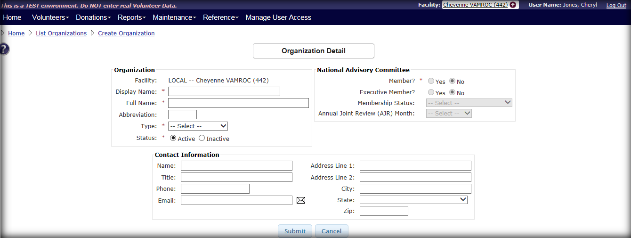 This is a TEST environment. Do NOT enter real Volunteer Data. Facility: Cheyenne VAMROC (442) User Name: Jones, Cheryl Log Out
Home Volunteers Donations Reports Maintenance Reference Manage User Access
Home > List Organizations > Create Organization
?
Organization Detail
Organization
Facility: LOCAL -- Cheyenne VAMROC (442)
Display Name: *
Full Name: *
Abbreviation:
Type: * -- Select --
Status: * Active Inactive
National Advisory Committee
Member? * Yes No
Executive Member? Yes No
Membership Status: -- Select --
Annual Joint Review (AJR) Month: -- Select --
Contact Information
Name:
Title:
Phone:
Email:
Address Line 1:
Address Line 2:
City:
State:
Zip:
Submit Cancel